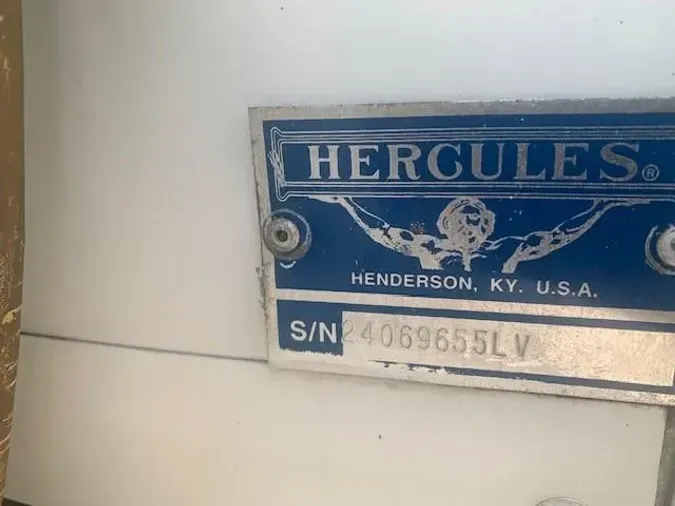 HERCULES®
HENDERSON, KY. U.S.A.
S/N 24069655LV